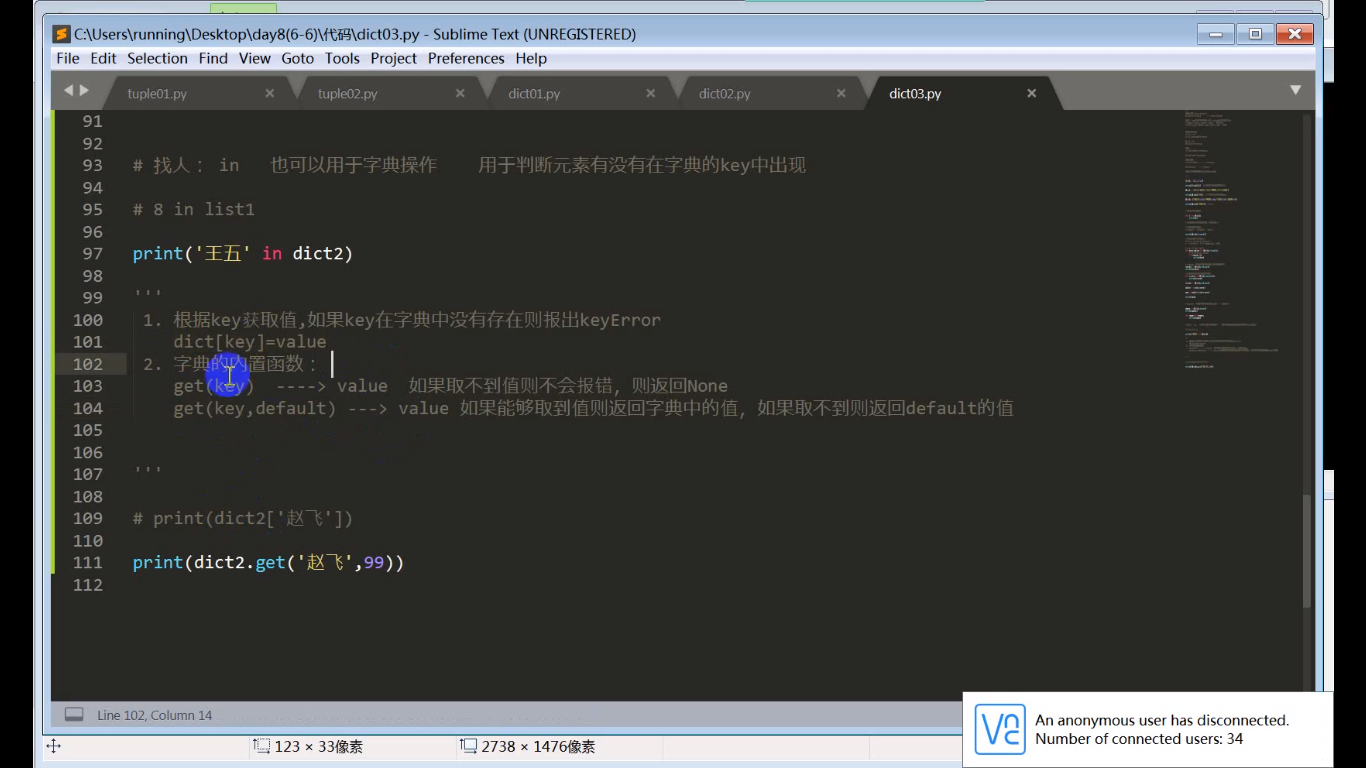 C:\Users\running\Desktop\day8(6-6)\代码\dict03.py - Sublime Text (UNREGISTERED)
File Edit Selection Find View Goto Tools Project Preferences Help
tuple01.py tuple02.py dict01.py dict02.py dict03.py
91
92
93 # 找人： in 也可以用于字典操作 用于判断元素有没有在字典的key中出现
94
95 # 8 in list1
96
97 print('王五' in dict2)
98
99 '''
100 1. 根据key获取值,如果key在字典中没有存在则报出keyError
101 dict[key]=value
102 2. 字典的内置函数：
103 get(key) ----> value 如果取不到值则不会报错，则返回None
104 get(key,default) ---> value 如果能够取到值则返回字典中的值，如果取不到则返回default的值
105
106
107 '''
108
109 # print(dict2['赵飞'])
110
111 print(dict2.get('赵飞',99))
112
Line 102, Column 14
An anonymous user has disconnected.
Number of connected users: 34
123 × 33像素 2738 × 1476像素